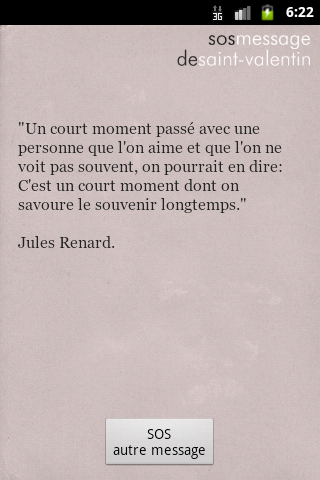 3G 6:22
sosmessage
desaint-valentin
"Un court moment passé avec une
personne que l'on aime et que l'on ne
voit pas souvent, on pourrait en dire:
C'est un court moment dont on
savoure le souvenir longtemps."
Jules Renard.
SOS
autre message